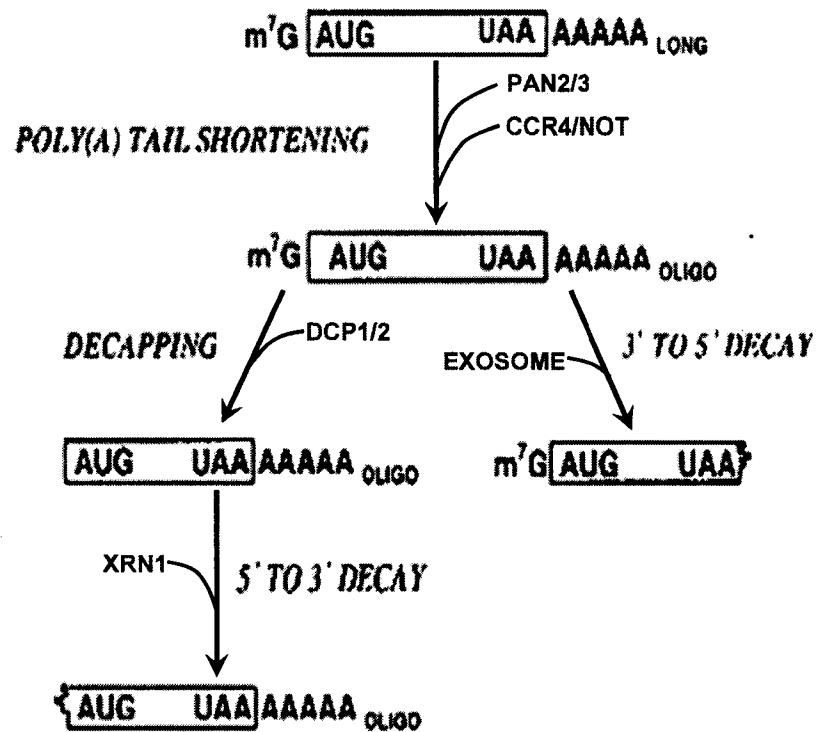 m⁷G AUG UAA AAAAA LONG
PAN2/3
POLY(A) TAIL SHORTENING
CCR4/NOT
m⁷G AUG UAA AAAAA OLIGO
DECAPPING
DCP1/2
EXOSOME
3' TO 5' DECAY
AUG UAA AAAAA OLIGO
m⁷G AUG UAA
XRN1
5' TO 3' DECAY
AUG UAA AAAAA OLIGO